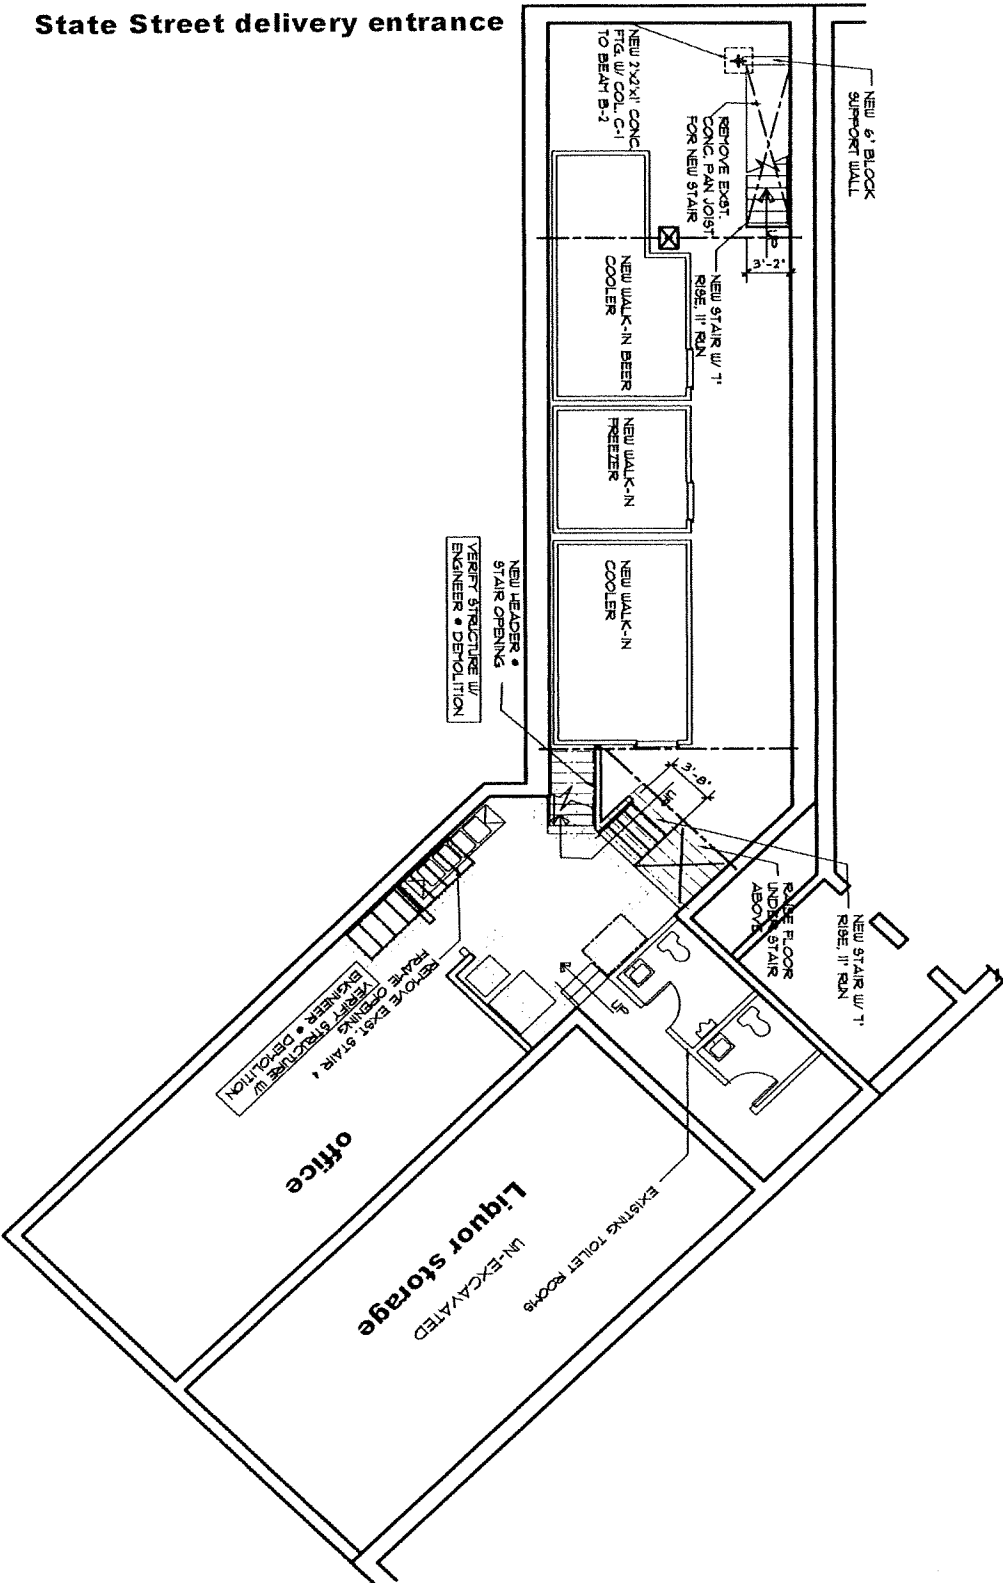 State Street delivery entrance
NEW 6" BLOCK
SUPPORT WALL
NEW 2'x2'x1' CONC.
FTG. W/ COL. C-1
TO BEAM B-2
REMOVE EXST.
CONC. PAN JOIST
FOR NEW STAIR
UP
3'-2"
NEW STAIR W/ 7"
RISE, 11" RUN
NEW WALK-IN BEER
COOLER
NEW WALK-IN
FREEZER
NEW WALK-IN
COOLER
NEW HEADER @
STAIR OPENING
VERIFY STRUCTURE W/
ENGINEER @ DEMOLITION
3'-8"
UP
RAISE FLOOR
UNDER STAIR
ABOVE
NEW STAIR W/ 7"
RISE, 11" RUN
UP
REMOVE EXST. STAIR &
FRAME OPENING
VERIFY STRUCTURE W/
ENGINEER @ DEMOLITION
office
Liquor storage
UN-EXCAVATED
EXISTING TOILET ROOMS